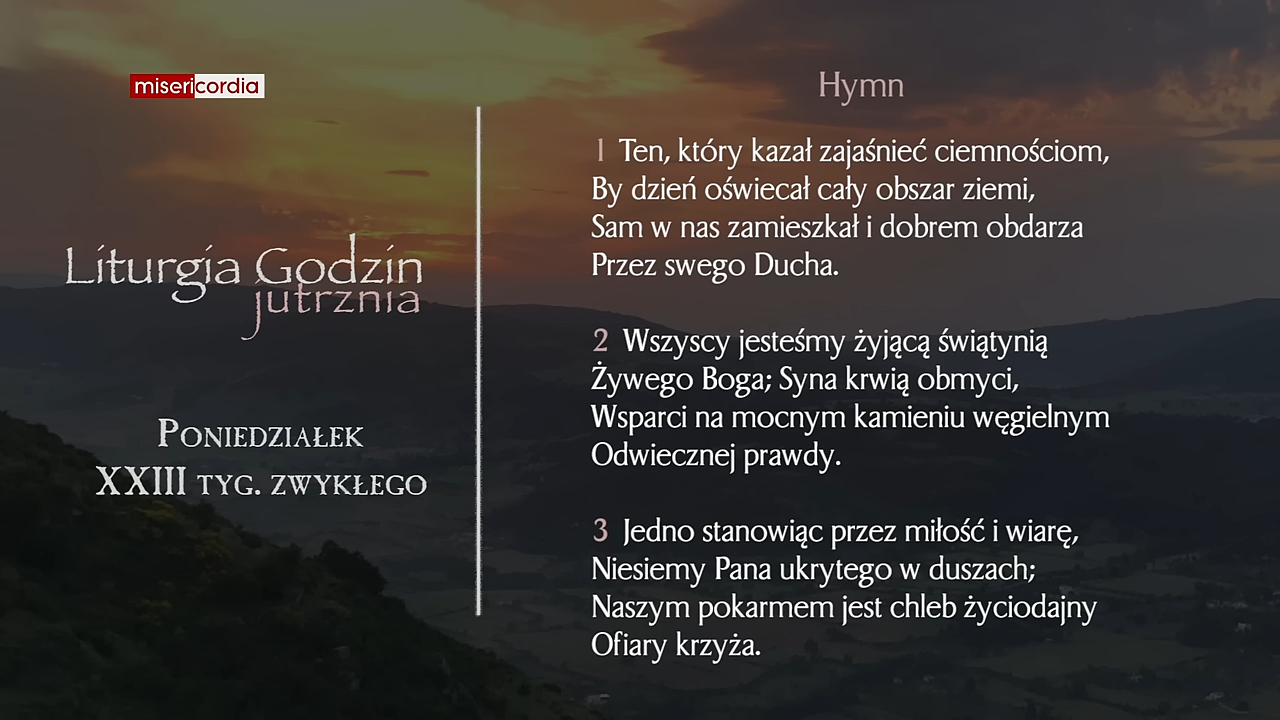 misericordia
Liturgia Godzin
jutrznia
Poniedziałek
XXIII tyg. zwykłego
Hymn
1 Ten, który kazał zajaśnieć ciemnościom,
By dzień oświecał cały obszar ziemi,
Sam w nas zamieszkał i dobrem obdarza
Przez swego Ducha.
2 Wszyscy jesteśmy żyjącą świątynią
Żywego Boga; Syna krwią obmyci,
Wsparci na mocnym kamieniu węgielnym
Odwiecznej prawdy.
3 Jedno stanowiąc przez miłość i wiarę,
Niesiemy Pana ukrytego w duszach;
Naszym pokarmem jest chleb życiodajny
Ofiary krzyża.